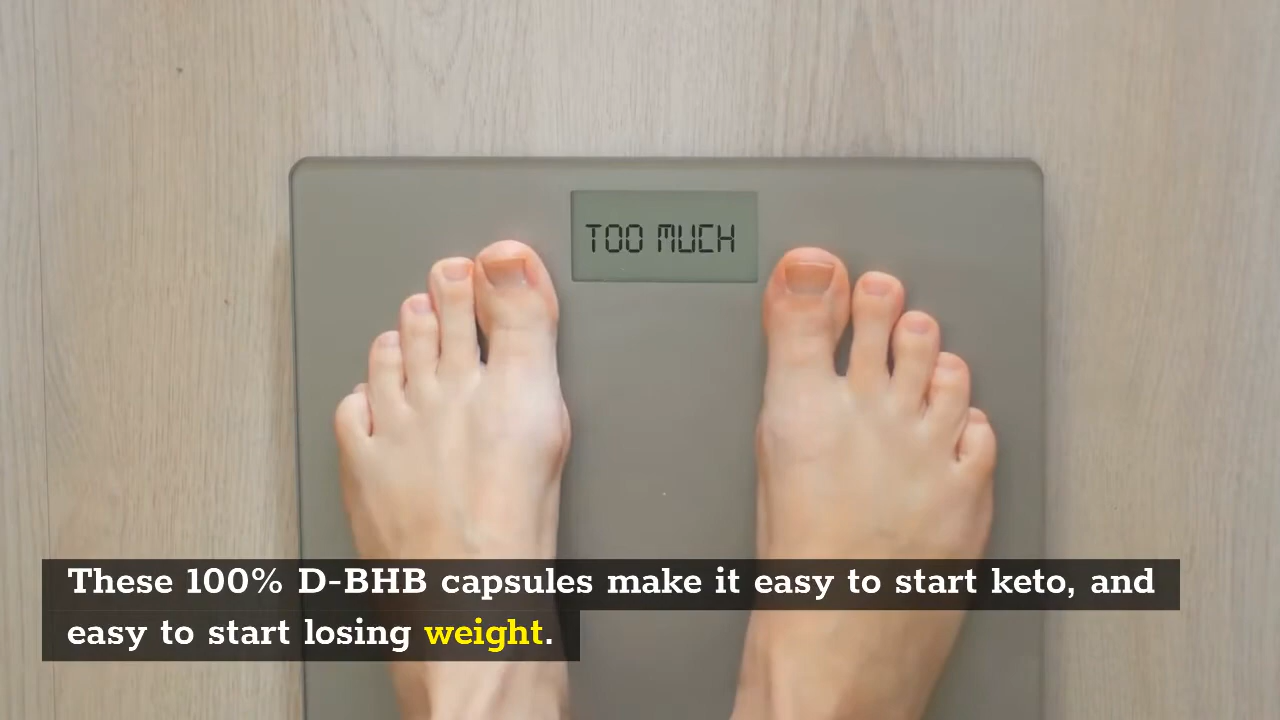 TOO MUCH
These 100% D-BHB capsules make it easy to start keto, and
easy to start losing weight.